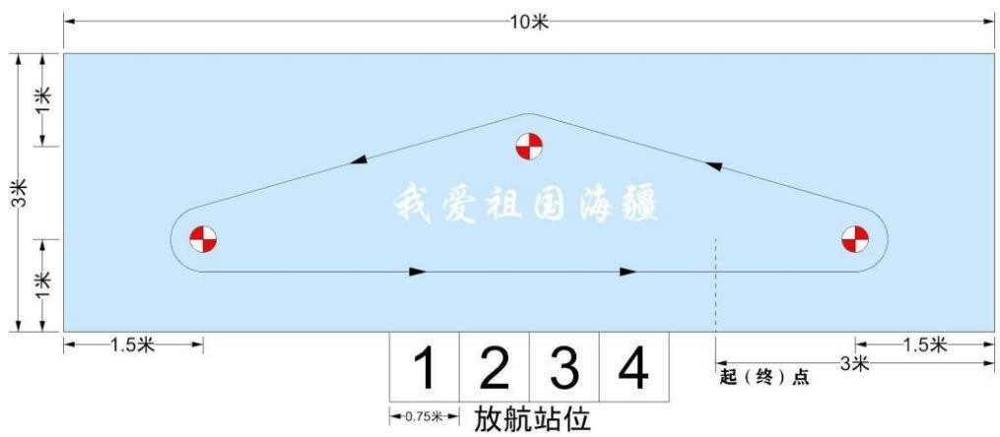 10米
1米
3米
我爱祖国海疆
1米
1.5米
1 2 3 4
1.5米
3米
起（终）点
0.75米
放航站位